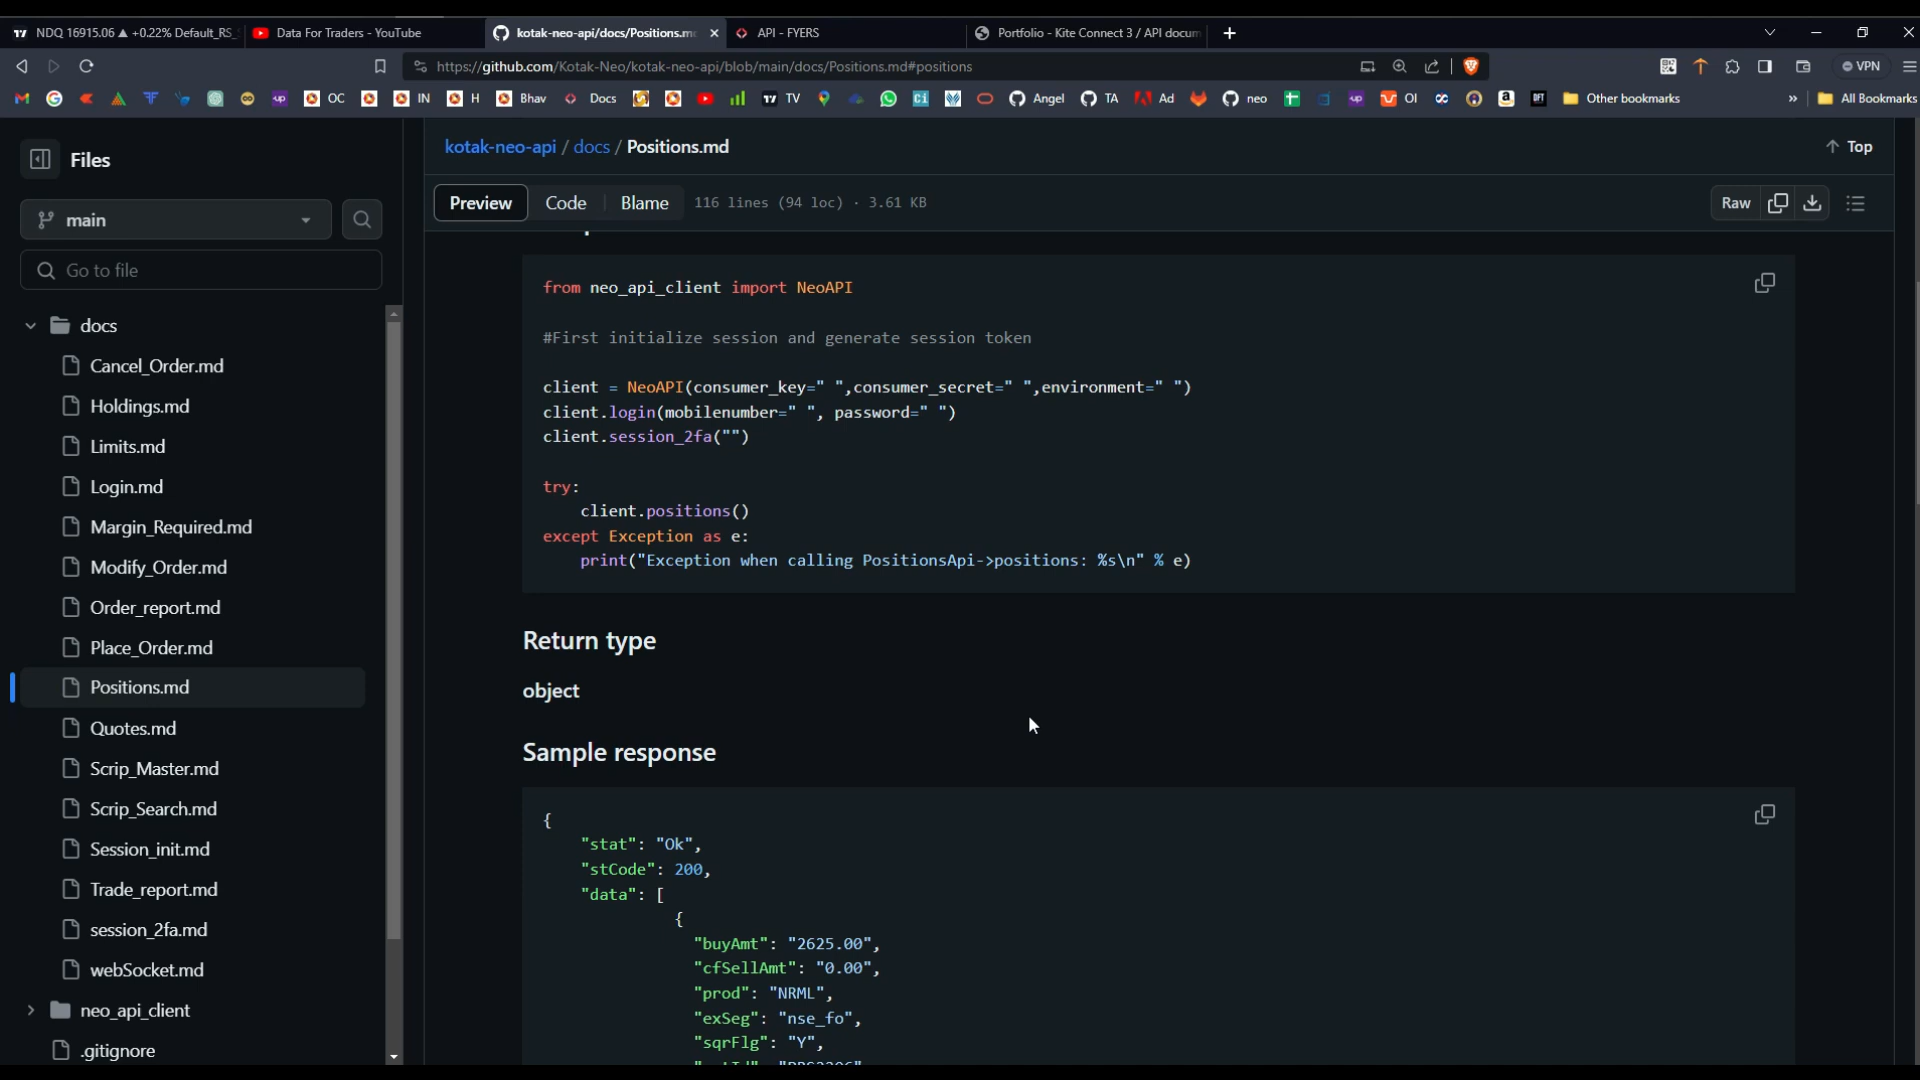 NDQ 16915.06 ▲ +0.22% Default_RS_
Data For Traders - YouTube
kotak-neo-api/docs/Positions.m
API - FYERS
Portfolio - Kite Connect 3 / API docum
https://github.com/Kotak-Neo/kotak-neo-api/blob/main/docs/Positions.md#positions
VPN
OC
IN
H
Bhav
Docs
TV
Angel
TA
Ad
neo
OI
Other bookmarks
»
All Bookmarks
Files
kotak-neo-api / docs / Positions.md
Top
main
Preview
Code
Blame
116 lines (94 loc) · 3.61 KB
Raw
Go to file
docs
Cancel_Order.md
Holdings.md
Limits.md
Login.md
Margin_Required.md
Modify_Order.md
Order_report.md
Place_Order.md
Positions.md
Quotes.md
Scrip_Master.md
Scrip_Search.md
Session_init.md
Trade_report.md
session_2fa.md
webSocket.md
neo_api_client
.gitignore
from neo_api_client import NeoAPI
#First initialize session and generate session token
client = NeoAPI(consumer_key=" ",consumer_secret=" ",environment=" ")
client.login(mobilenumber=" ", password=" ")
client.session_2fa("")
try:
client.positions()
except Exception as e:
print("Exception when calling PositionsApi->positions: %s\n" % e)
Return type
object
Sample response
{
"stat": "Ok",
"stCode": 200,
"data": [
{
"buyAmt": "2625.00",
"cfSellAmt": "0.00",
"prod": "NRML",
"exSeg": "nse_fo",
"sqrFlg": "Y",